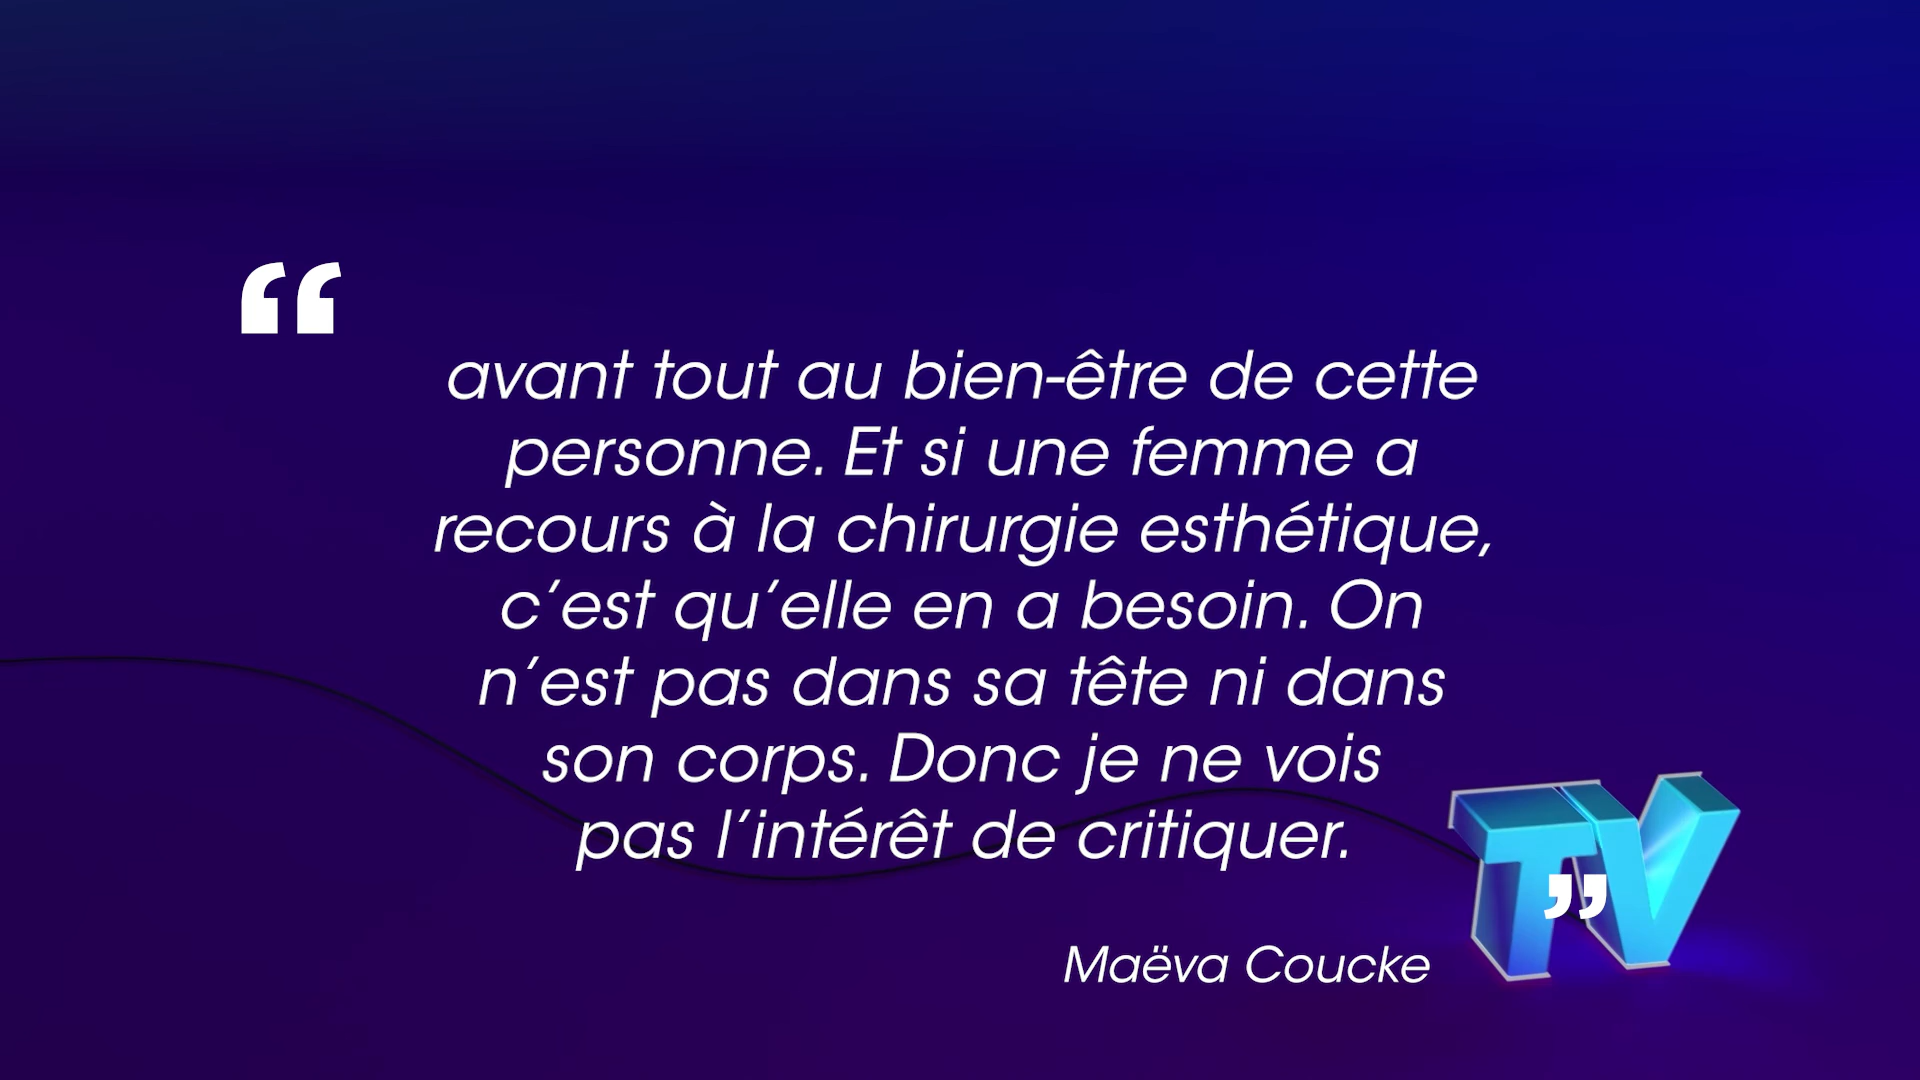 “
avant tout au bien-être de cette
personne. Et si une femme a
recours à la chirurgie esthétique,
c’est qu’elle en a besoin. On
n’est pas dans sa tête ni dans
son corps. Donc je ne vois
pas l’intérêt de critiquer.
TV
”
Maëva Coucke